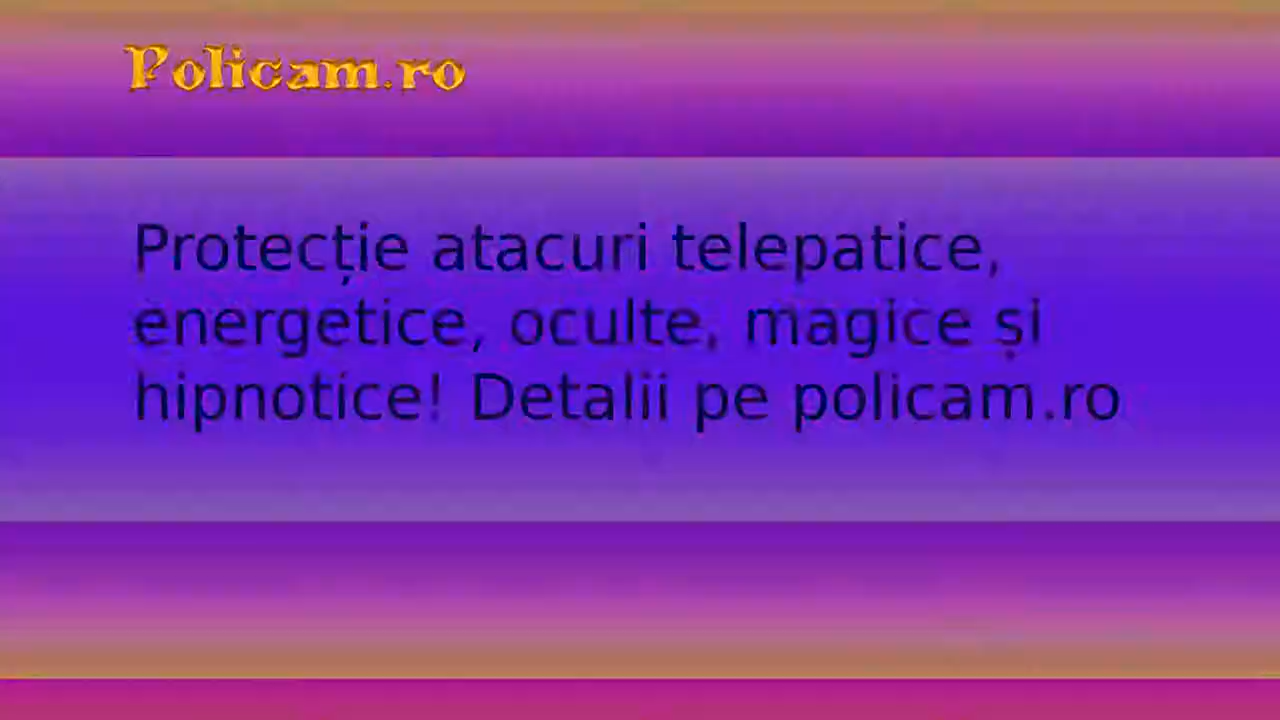 Policam.ro
Protecție atacuri telepatice,
energetice, oculte, magice și
hipnotice! Detalii pe policam.ro